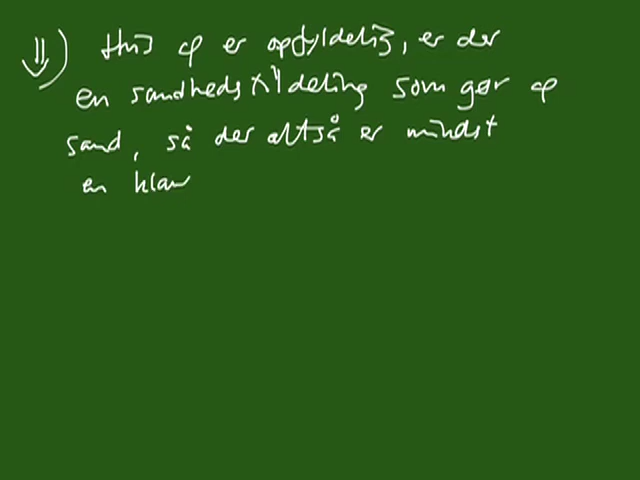 ⇓) Hvis φ er opfyldelig, er der
en sandhedstildeling som gør φ
sand, så der altså er mindst
en klau